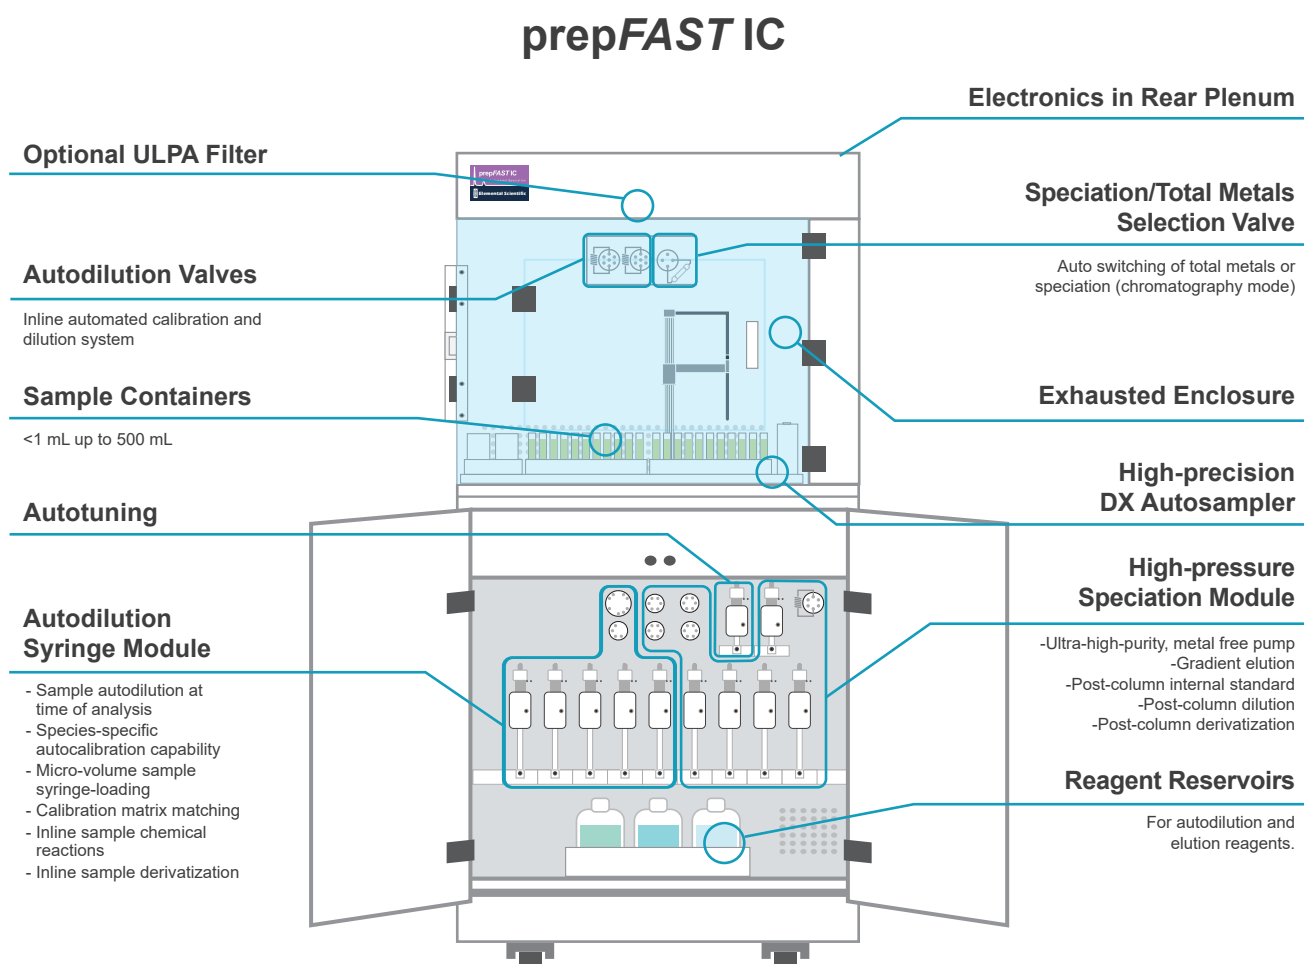 prepFAST IC
Optional ULPA Filter
Autodilution Valves
Inline automated calibration and
dilution system
Sample Containers
<1 mL up to 500 mL
Autotuning
Autodilution
Syringe Module
- Sample autodilution at
time of analysis
- Species-specific
autocalibration capability
- Micro-volume sample
syringe-loading
- Calibration matrix matching
- Inline sample chemical
reactions
- Inline sample derivatization
prepFAST IC
Elemental Scientific
Electronics in Rear Plenum
Speciation/Total Metals
Selection Valve
Auto switching of total metals or
speciation (chromatography mode)
Exhausted Enclosure
High-precision
DX Autosampler
High-pressure
Speciation Module
-Ultra-high-purity, metal free pump
-Gradient elution
-Post-column internal standard
-Post-column dilution
-Post-column derivatization
Reagent Reservoirs
For autodilution and
elution reagents.